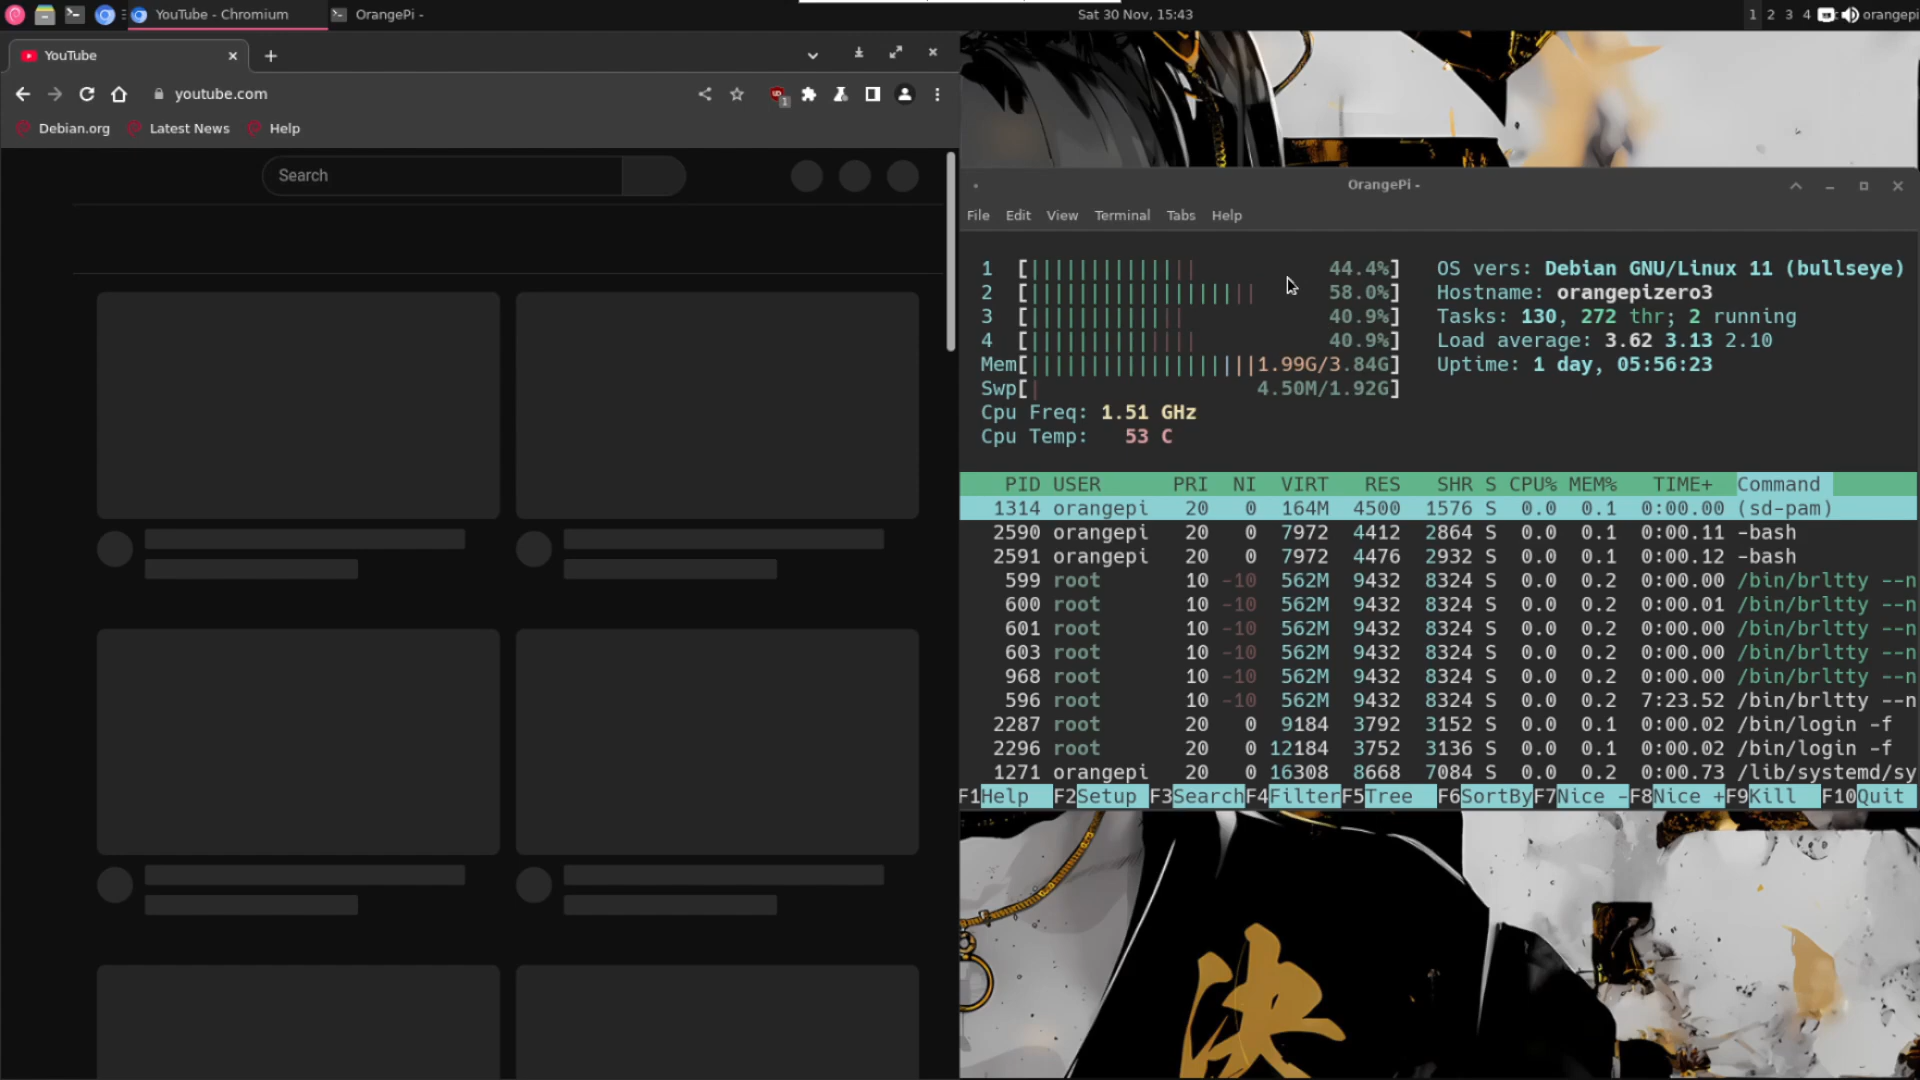 YouTube - Chromium
OrangePi -
Sat 30 Nov, 15:43
1 2 3 4
orangepi
YouTube
youtube.com
1
Debian.org
Latest News
Help
Search
OrangePi -
File Edit View Terminal Tabs Help
1 [ 44.4%] OS vers: Debian GNU/Linux 11 (bullseye)
2 [ 58.0%] Hostname: orangepizero3
3 [ 40.9%] Tasks: 130, 272 thr; 2 running
4 [ 40.9%] Load average: 3.62 3.13 2.10
Mem[ 1.99G/3.84G] Uptime: 1 day, 05:56:23
Swp[ 4.50M/1.92G]
Cpu Freq: 1.51 GHz
Cpu Temp: 53 C
PID USER PRI NI VIRT RES SHR S CPU% MEM% TIME+ Command
1314 orangepi 20 0 164M 4500 1576 S 0.0 0.1 0:00.00 (sd-pam)
2590 orangepi 20 0 7972 4412 2864 S 0.0 0.1 0:00.11 -bash
2591 orangepi 20 0 7972 4476 2932 S 0.0 0.1 0:00.12 -bash
599 root 10 -10 562M 9432 8324 S 0.0 0.2 0:00.00 /bin/brltty --n
600 root 10 -10 562M 9432 8324 S 0.0 0.2 0:00.01 /bin/brltty --n
601 root 10 -10 562M 9432 8324 S 0.0 0.2 0:00.00 /bin/brltty --n
603 root 10 -10 562M 9432 8324 S 0.0 0.2 0:00.00 /bin/brltty --n
968 root 10 -10 562M 9432 8324 S 0.0 0.2 0:00.00 /bin/brltty --n
596 root 10 -10 562M 9432 8324 S 0.0 0.2 7:23.52 /bin/brltty --n
2287 root 20 0 9184 3792 3152 S 0.0 0.1 0:00.02 /bin/login -f
2296 root 20 0 12184 3752 3136 S 0.0 0.1 0:00.02 /bin/login -f
1271 orangepi 20 0 16308 8668 7084 S 0.0 0.2 0:00.73 /lib/systemd/sy
F1Help F2Setup F3SearchF4FilterF5Tree F6SortByF7Nice -F8Nice +F9Kill F10Quit
決